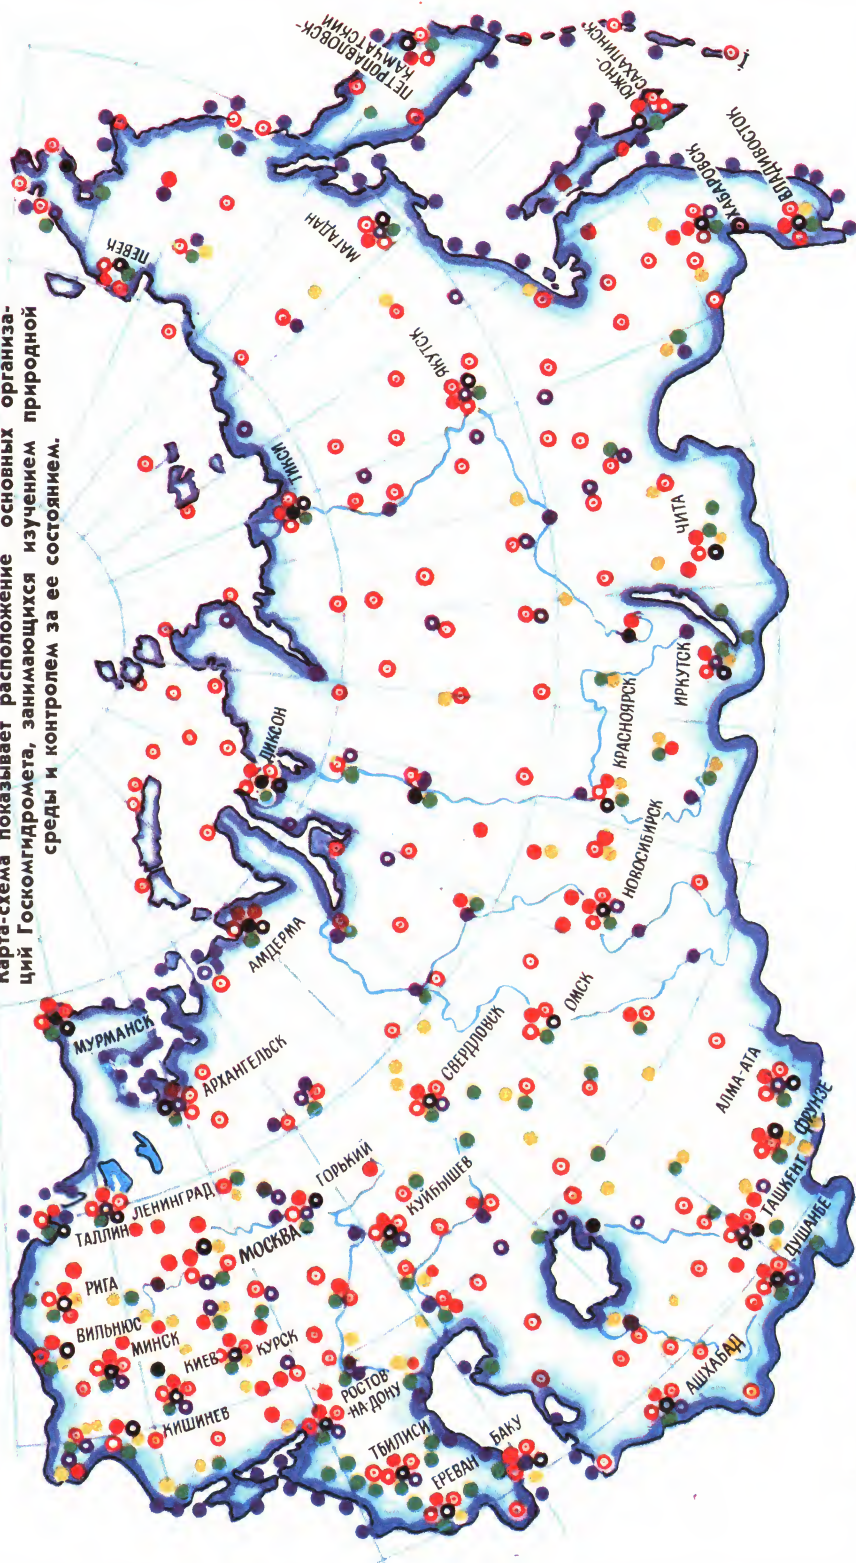 Карта-схема показывает расположение основных организа-
ций Госкомгидромета, занимающихся изучением природной
среды и контролем за ее состоянием.
МУРМАНСК
АРХАНГЕЛЬСК
АМДЕРМА
ДИКСОН
ТИКСИ
ПЕВЕК
ПЕТРОПАВЛОВСК-
КАМЧАТСКИЙ
МАГАДАН
ЯКУТСК
ЮЖНО-
САХАЛИНСК
ХАБАРОВСК
ВЛАДИВОСТОК
ЧИТА
ИРКУТСК
КРАСНОЯРСК
НОВОСИБИРСК
ОМСК
СВЕРДЛОВСК
ТАЛЛИН
ЛЕНИНГРАД
РИГА
ВИЛЬНЮС
МИНСК
МОСКВА
ГОРЬКИЙ
КУЙБЫШЕВ
КИЕВ
КУРСК
КИШИНЕВ
РОСТОВ-
НА-ДОНУ
ТБИЛИСИ
ЕРЕВАН
БАКУ
АШХАБАД
ДУШАНБЕ
ТАШКЕНТ
ФРУНЗЕ
АЛМА-АТА